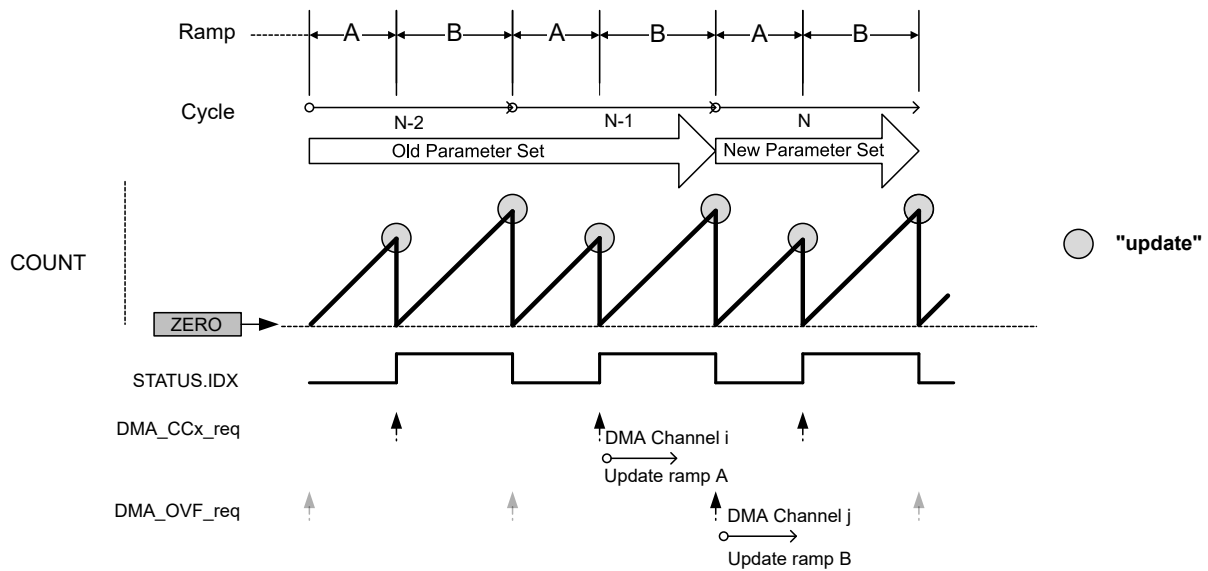 Ramp
A B A B A B
Cycle
N-2 N-1 N
Old Parameter Set New Parameter Set
COUNT
"update"
ZERO
STATUS.IDX
DMA_CCx_req
DMA Channel i
Update ramp A
DMA_OVF_req
DMA Channel j
Update ramp B